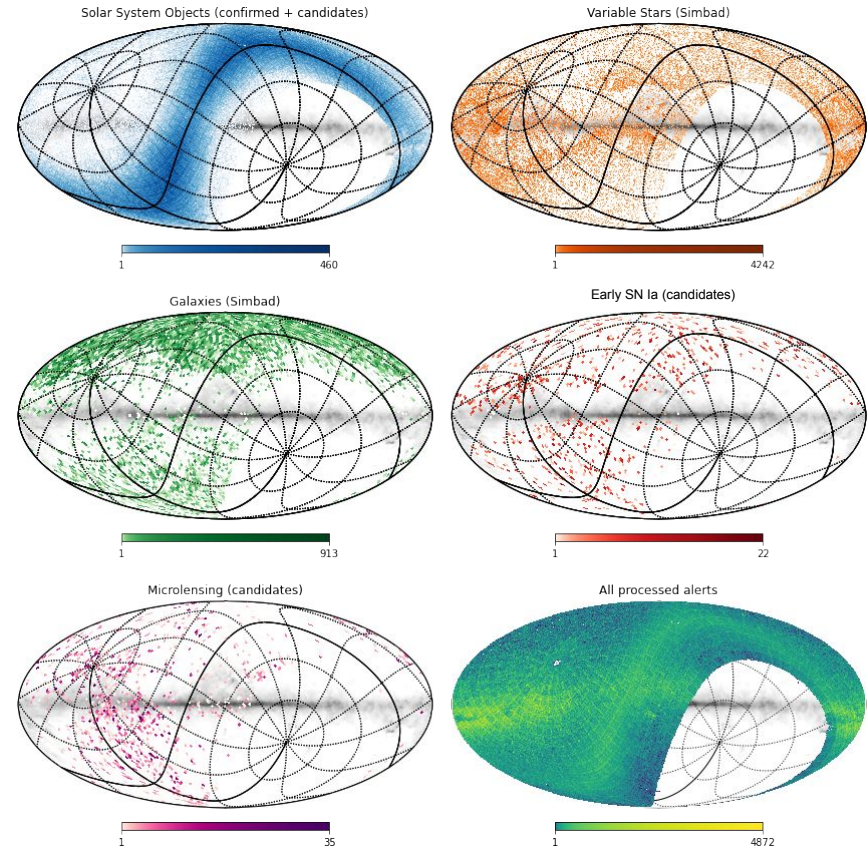 Solar System Objects (confirmed + candidates)
Variable Stars (Simbad)
1 460
1 4242
Galaxies (Simbad)
Early SN Ia (candidates)
1 913
1 22
Microlensing (candidates)
All processed alerts
1 35
1 4872